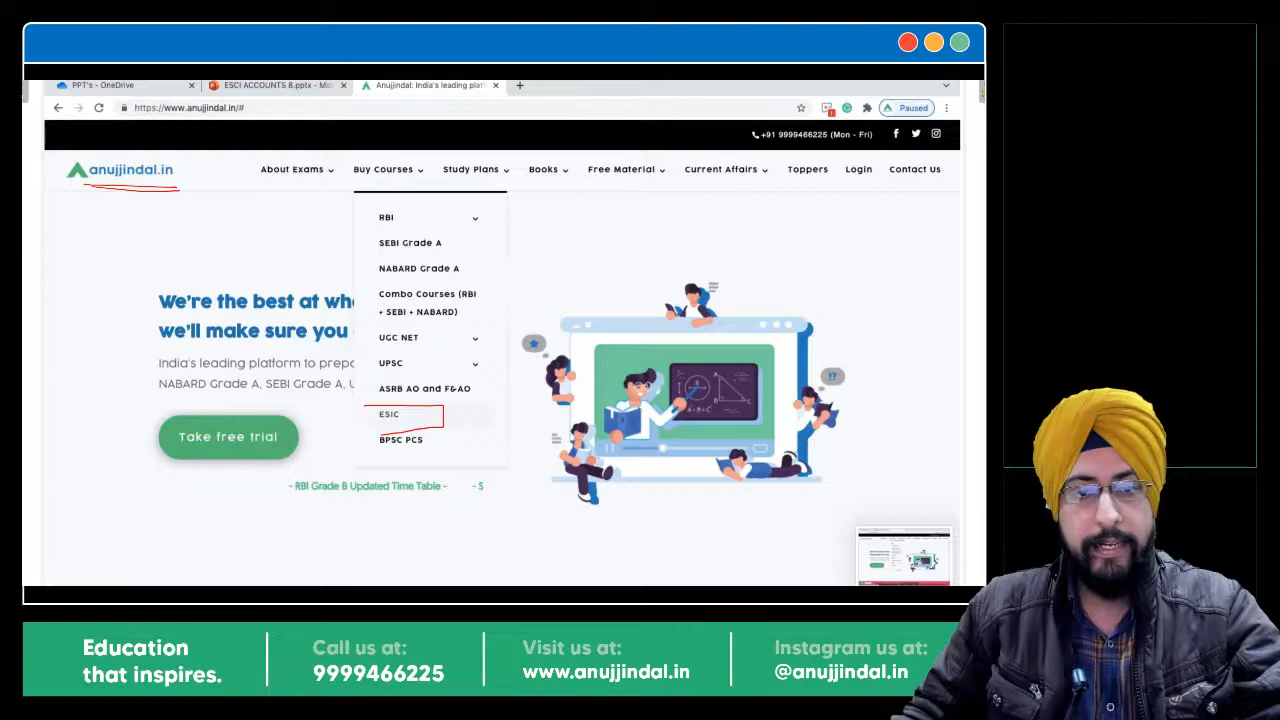 PPT's - OneDrive
ESCI ACCOUNTS 8.pptx - Mic
Anujjindal: India's leading platf
https://www.anujjindal.in/#
Paused
+91 9999466225 (Mon - Fri)
anujjindal.in
About Exams
Buy Courses
Study Plans
Books
Free Material
Current Affairs
Toppers
Login
Contact Us
RBI
SEBI Grade A
NABARD Grade A
Combo Courses (RBI
+ SEBI + NABARD)
UGC NET
UPSC
ASRB AO and F&AO
ESIC
BPSC PCS
We're the best at wh
we'll make sure you
India's leading platform to prepa
NABARD Grade A, SEBI Grade A, U
Take free trial
- RBI Grade B Updated Time Table - - S
A
B
C
A + B = C
!?
Education
that inspires.
Call us at:
9999466225
Visit us at:
www.anujjindal.in
Instagram us at:
@anujjindal.in